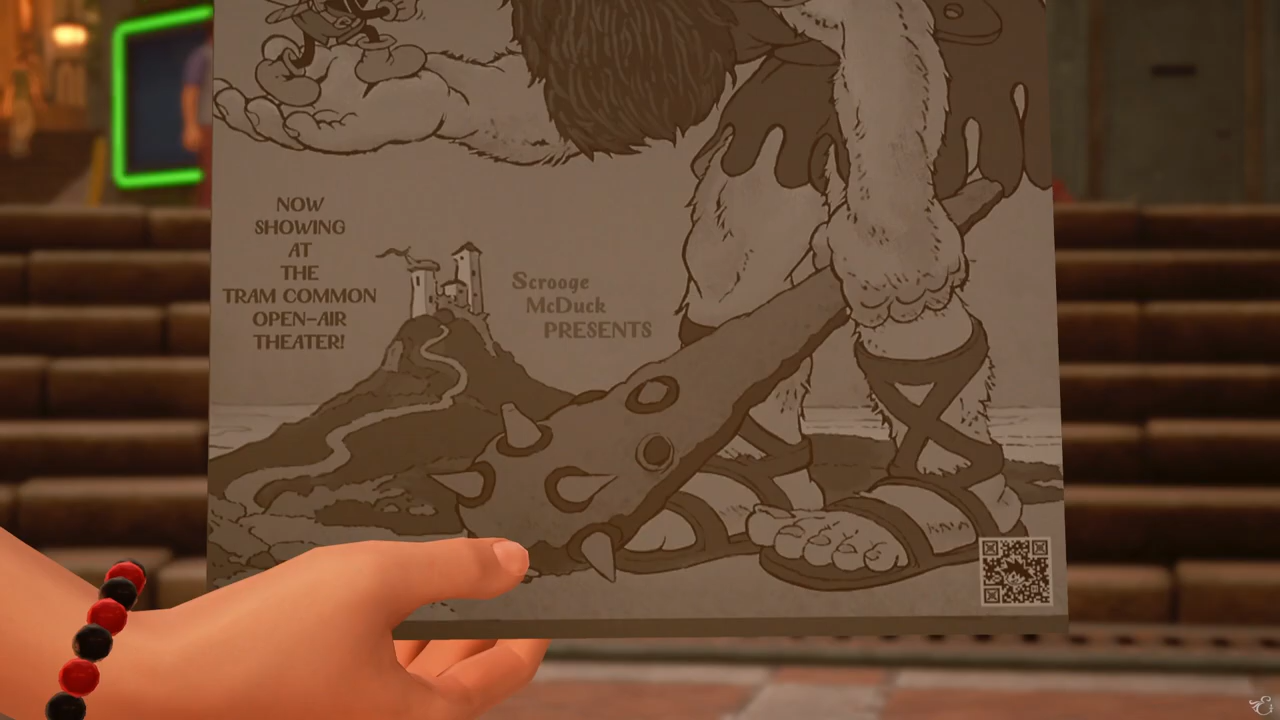 NOW
SHOWING
AT
THE
TRAM COMMON
OPEN-AIR
THEATER!
Scrooge
McDuck
PRESENTS